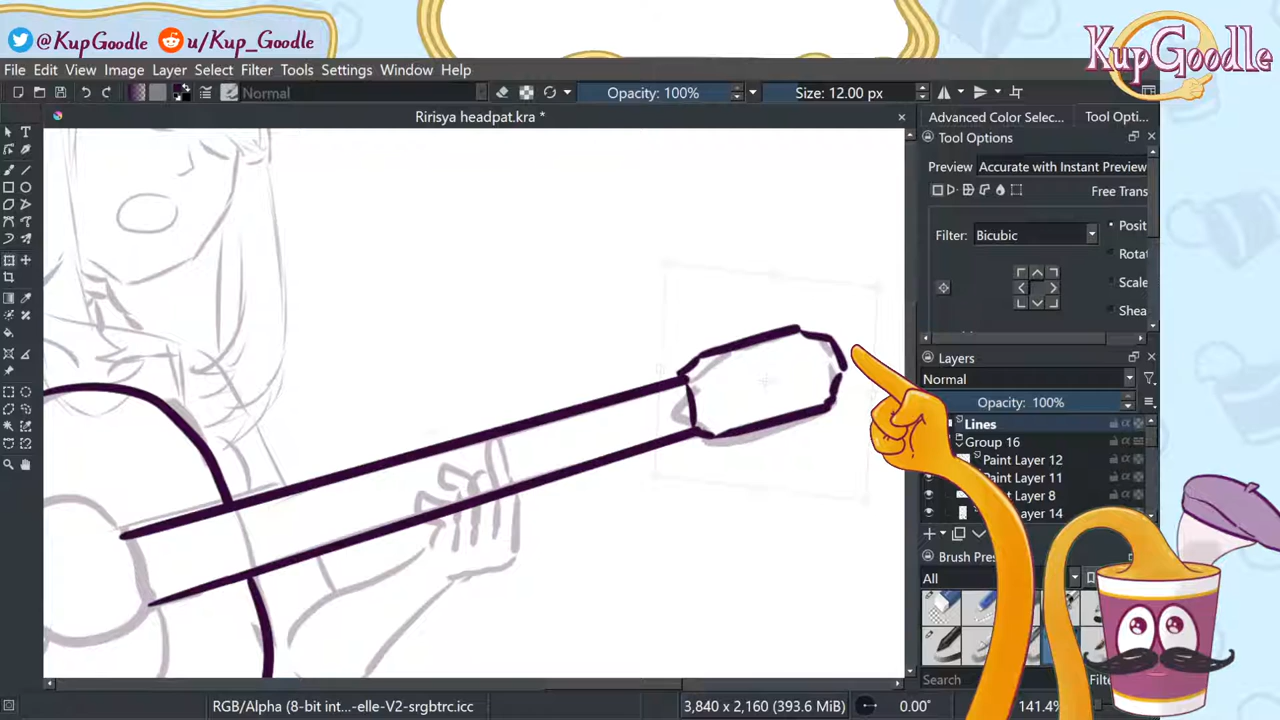 @KupGoodle u/Kup_Goodle
KupGoodle
File Edit View Image Layer Select Filter Tools Settings Window Help
Normal
Opacity: 100%
Size: 12.00 px
Ririsya headpat.kra *
Advanced Color Selec...
Tool Opti...
Tool Options
Preview Accurate with Instant Preview
Free Trans
Filter: Bicubic
Posit
Rota
Scale
Shea
Layers
Normal
Opacity: 100%
Lines
Group 16
Paint Layer 12
Paint Layer 11
Paint Layer 8
Layer 14
Brush Pres
All
Search
Filte
RGB/Alpha (8-bit int...-elle-V2-srgbtrc.icc
3,840 x 2,160 (393.6 MiB)
0.00°
141.4%